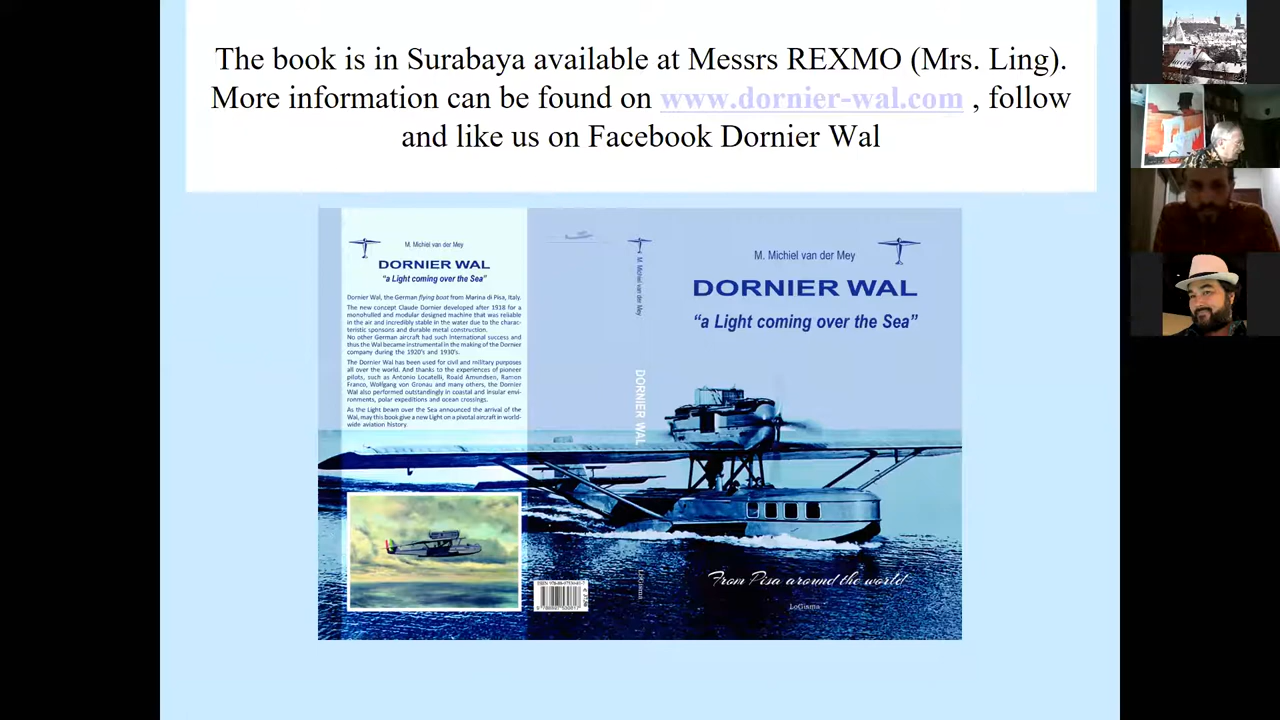 The book is in Surabaya available at Messrs REXMO (Mrs. Ling).
More information can be found on www.dornier-wal.com , follow
and like us on Facebook Dornier Wal
M. Michiel van der Mey
DORNIER WAL
“a Light coming over the Sea”
Dornier Wal, the German flying boat from Marina di Pisa, Italy.
The new concept Claude Dornier developed after 1918 for a
monohulled and modular designed machine that was reliable
in the air and incredibly stable in the water due to the charac-
teristic sponsons and durable metal construction.
No other German aircraft had such International success and
thus the Wal became instrumental in the making of the Dornier
company during the 1920's and 1930's.
The Dornier Wal has been used for civil and military purposes
all over the world. And thanks to the experiences of pioneer
pilots, such as Antonio Locatelli, Roald Amundsen, Ramon
Franco, Wolfgang von Gronau and many others, the Dornier
Wal also performed outstandingly in coastal and insular envi-
ronments, polar expeditions and ocean crossings.
As the Light beam over the Sea announced the arrival of the
Wal, may this book give a new Light on a pivotal aircraft in world-
wide aviation history.
M. Michiel van der Mey
DORNIER WAL
LoGisma
M. Michiel van der Mey
DORNIER WAL
“a Light coming over the Sea”
From Pisa around the world
LoGisma